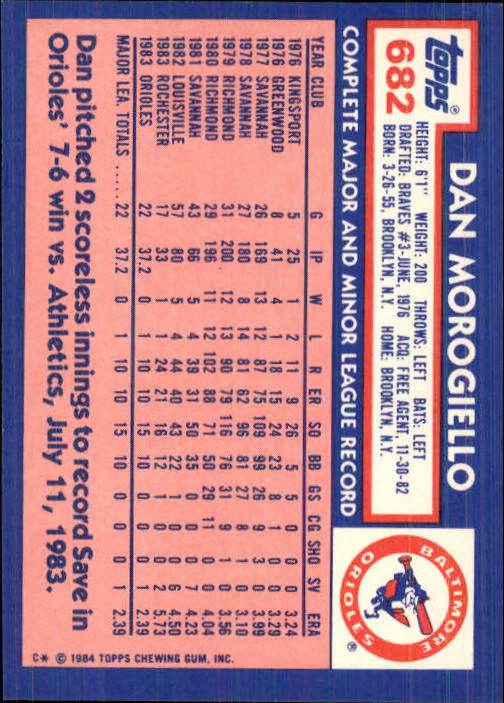 topps®
682
DAN MOROGIELLO
HEIGHT: 6'1" WEIGHT: 200 THROWS: LEFT BATS: LEFT
DRAFTED: BRAVES #3-JUNE, 1976 ACQ: FREE AGENT, 11-30-82
BORN: 3-26-55, BROOKLYN, N.Y. HOME: BROOKLYN, N.Y.
BALTIMORE ORIOLES ®
COMPLETE MAJOR AND MINOR LEAGUE RECORD
YEAR CLUB G IP W L R ER SO BB GS CG SHO SV ERA
1976 KINGSPORT 5 25 1 2 11 9 26 5 5 1 0 0 3.24
1976 GREENWOOD 8 41 4 1 18 15 24 23 8 1 0 0 3.29
1977 SAVANNAH 26 169 13 12 87 75 109 99 26 9 3 0 3.99
1978 SAVANNAH 27 180 8 14 81 62 96 81 27 8 1 0 3.10
1979 RICHMOND 31 200 12 13 90 79 116 76 31 9 1 0 3.56
1980 RICHMOND 29 196 11 12 102 88 71 50 29 11 0 0 4.04
1981 SAVANNAH 43 66 5 4 39 31 50 35 0 0 0 7 4.23
1982 LOUISVILLE 57 80 5 4 44 40 43 22 1 0 0 6 4.50
1983 ROCHESTER 17 33 1 1 24 21 16 12 1 0 0 2 5.73
1983 ORIOLES 22 37.2 0 1 10 10 15 10 0 0 0 1 2.39
MAJOR LEA. TOTALS ..... 22 37.2 0 1 10 10 15 10 0 0 0 1 2.39
Dan pitched 2 scoreless innings to record Save in
Orioles' 7-6 win vs. Athletics, July 11, 1983.
C* © 1984 TOPPS CHEWING GUM, INC.